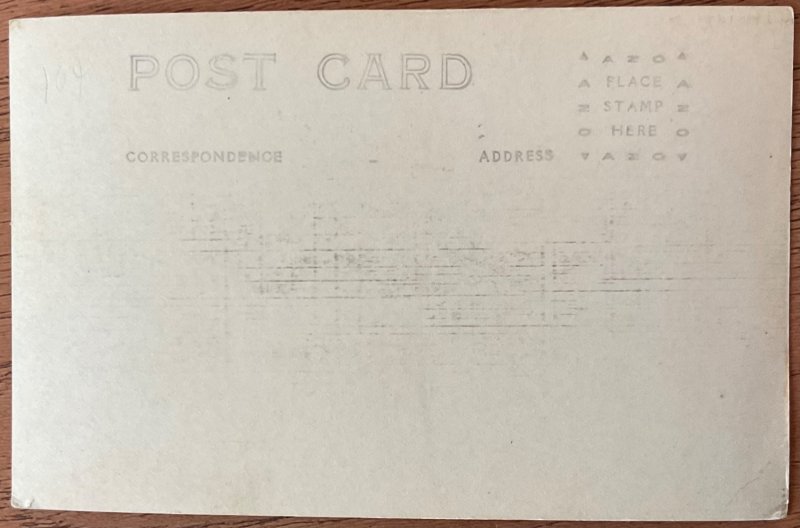 POST CARD
▲ AZO ▲
A PLACE A
Z STAMP Z
O HERE O
▼ AZO ▼
CORRESPONDENCE
ADDRESS